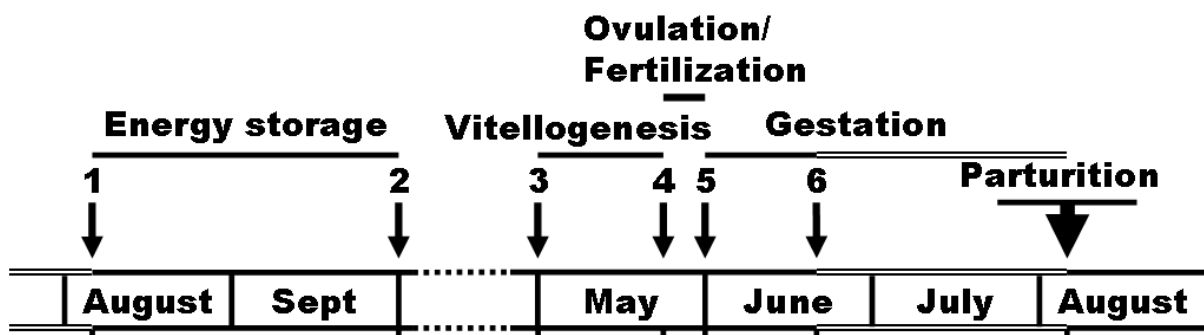 Ovulation/
Fertilization
Energy storage Vitellogenesis Gestation
1 2 3 4 5 6 Parturition
August Sept May June July August